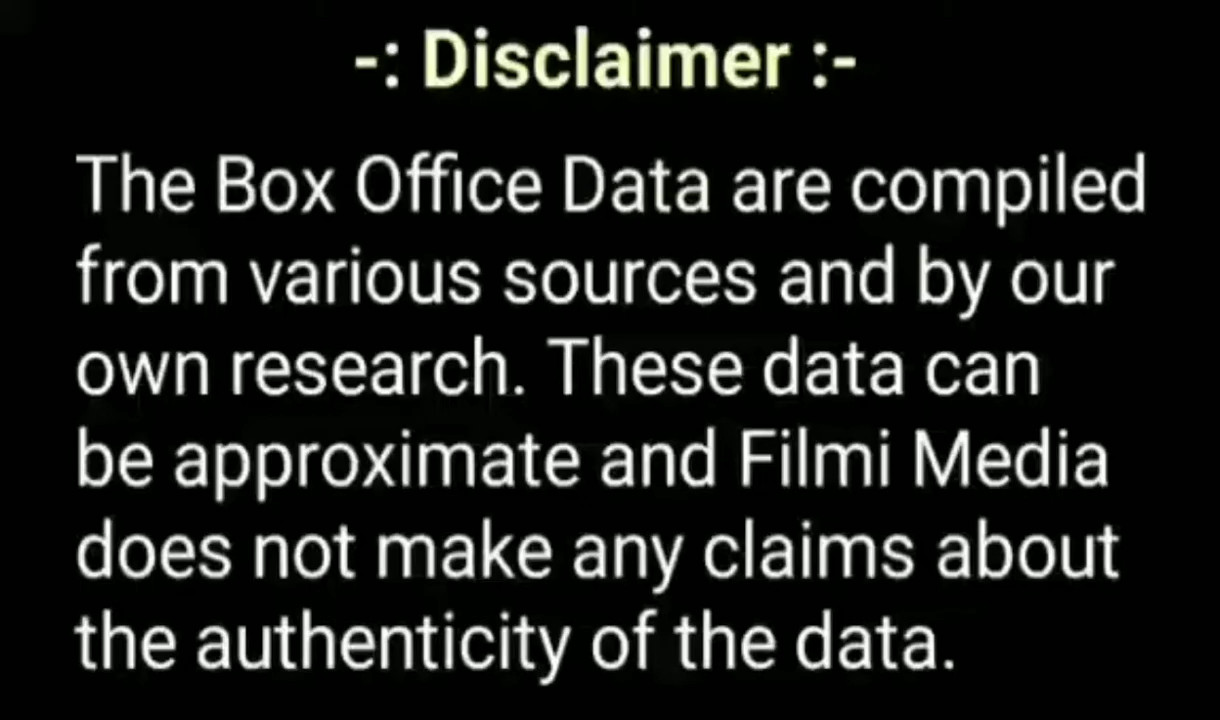 -: Disclaimer :-
The Box Office Data are compiled
from various sources and by our
own research. These data can
be approximate and Filmi Media
does not make any claims about
the authenticity of the data.